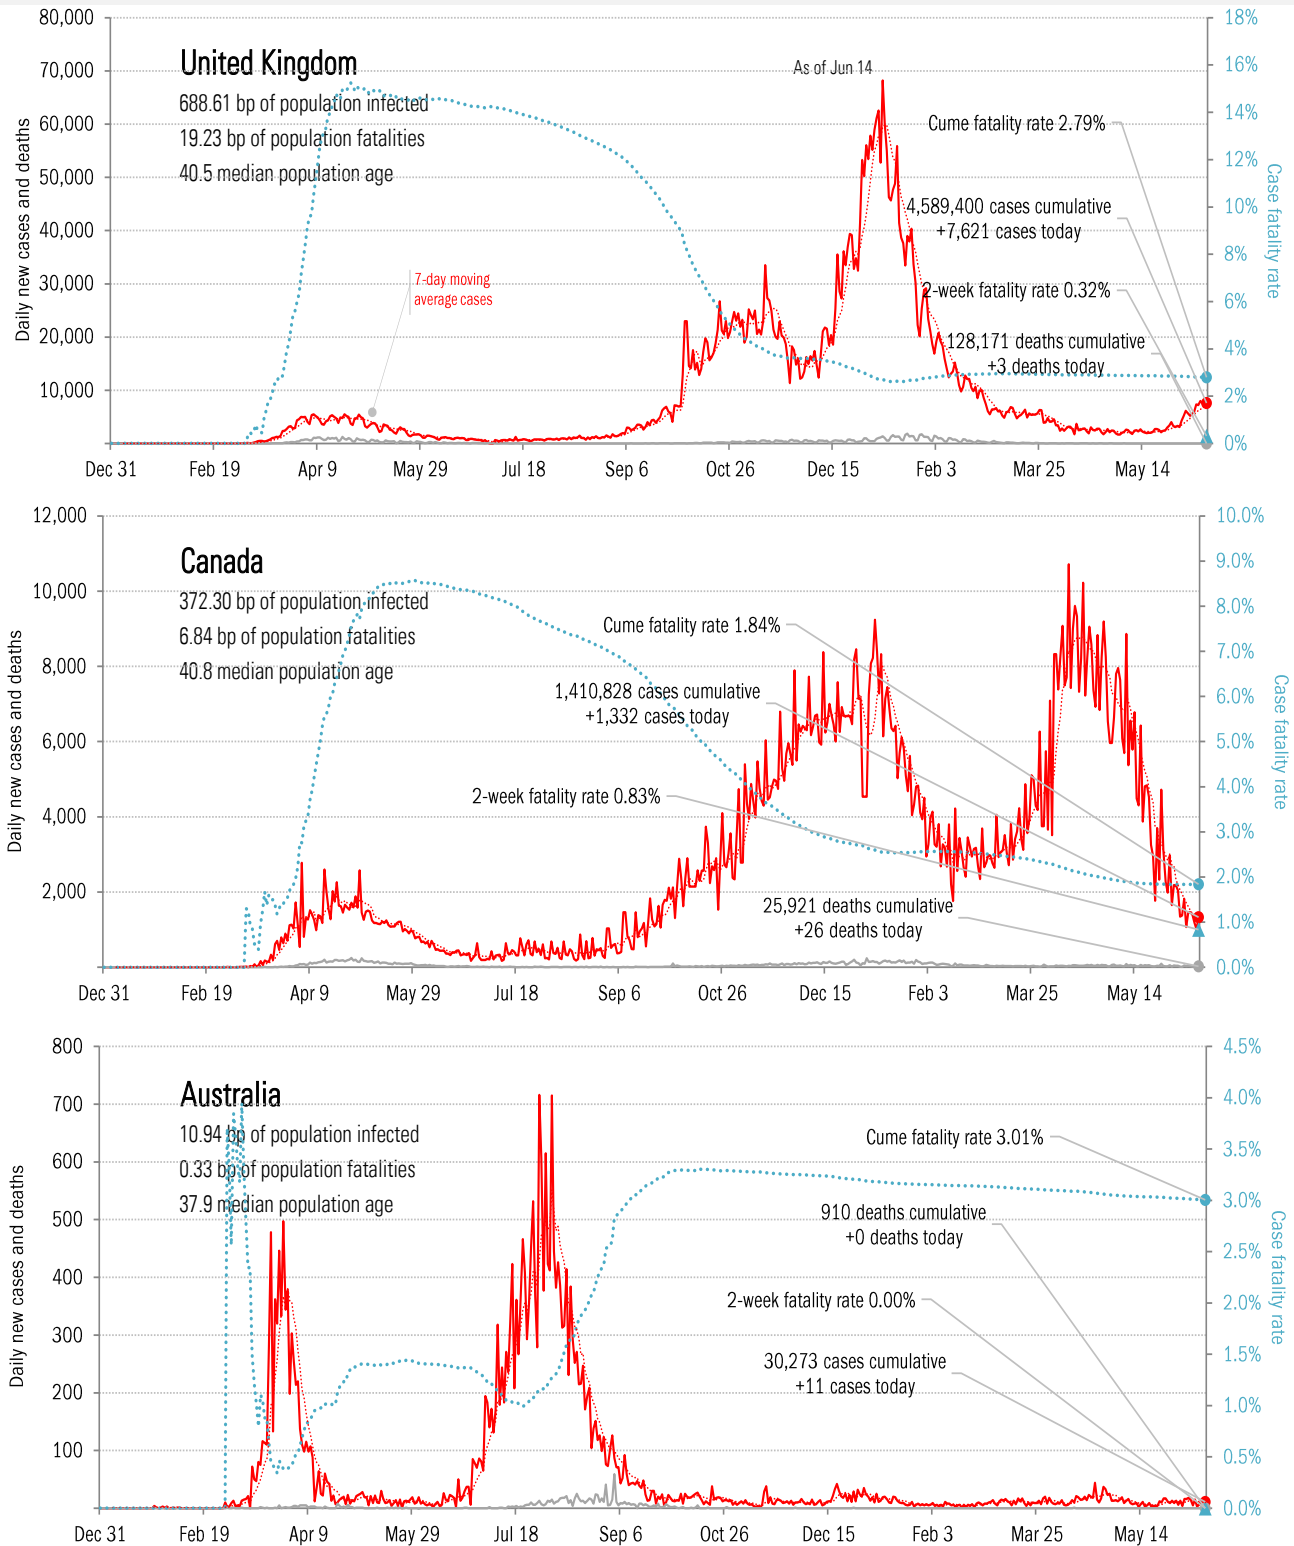 80,000
70,000
60,000
50,000
40,000
30,000
20,000
10,000
Daily new cases and deaths
United Kingdom
688.61 bp of population infected
19.23 bp of population fatalities
40.5 median population age
7-day moving
average cases
As of Jun 14
Cume fatality rate 2.79%
4,589,400 cases cumulative
+7,621 cases today
2-week fatality rate 0.32%
128,171 deaths cumulative
+3 deaths today
18%
16%
14%
12%
10%
8%
6%
4%
2%
0%
Case fatality rate
Dec 31 Feb 19 Apr 9 May 29 Jul 18 Sep 6 Oct 26 Dec 15 Feb 3 Mar 25 May 14
12,000
10,000
8,000
6,000
4,000
2,000
Daily new cases and deaths
Canada
372.30 bp of population infected
6.84 bp of population fatalities
40.8 median population age
Cume fatality rate 1.84%
1,410,828 cases cumulative
+1,332 cases today
2-week fatality rate 0.83%
25,921 deaths cumulative
+26 deaths today
10.0%
9.0%
8.0%
7.0%
6.0%
5.0%
4.0%
3.0%
2.0%
1.0%
0.0%
Case fatality rate
Dec 31 Feb 19 Apr 9 May 29 Jul 18 Sep 6 Oct 26 Dec 15 Feb 3 Mar 25 May 14
800
700
600
500
400
300
200
100
Daily new cases and deaths
Australia
10.94 bp of population infected
0.33 bp of population fatalities
37.9 median population age
Cume fatality rate 3.01%
910 deaths cumulative
+0 deaths today
2-week fatality rate 0.00%
30,273 cases cumulative
+11 cases today
4.5%
4.0%
3.5%
3.0%
2.5%
2.0%
1.5%
1.0%
0.5%
0.0%
Case fatality rate
Dec 31 Feb 19 Apr 9 May 29 Jul 18 Sep 6 Oct 26 Dec 15 Feb 3 Mar 25 May 14